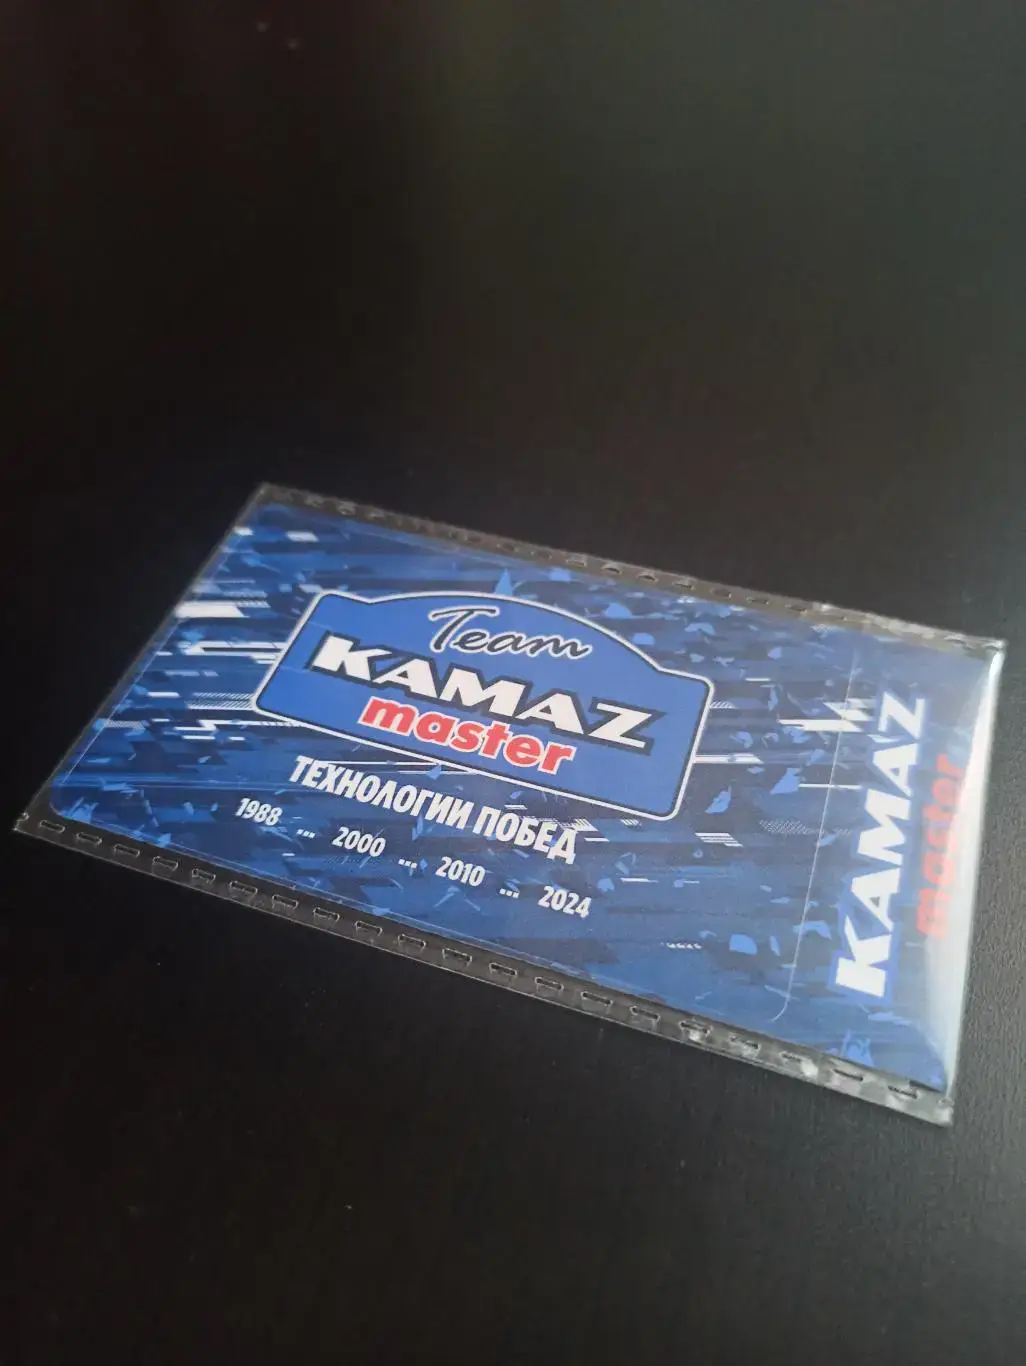 Team
KAMAZ
master
ТЕХНОЛОГИИ ПОБЕД
1988 ... 2000 ... 2010 ... 2024
KAMAZ
master